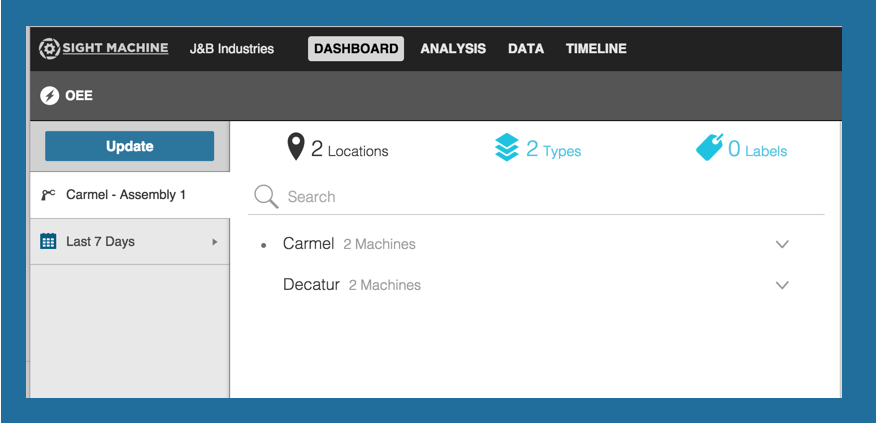 SIGHT MACHINE J&B Industries DASHBOARD ANALYSIS DATA TIMELINE
OEE
Update
2 Locations 2 Types 0 Labels
Carmel - Assembly 1
Search
Last 7 Days
Carmel 2 Machines
Decatur 2 Machines